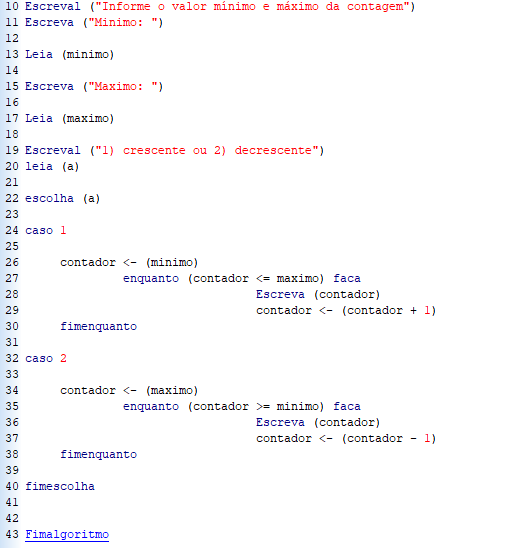 10 Escreval ("Informe o valor mínimo e máximo da contagem")
11 Escreva ("Minimo: ")
12
13 Leia (minimo)
14
15 Escreva ("Maximo: ")
16
17 Leia (maximo)
18
19 Escreval ("1) crescente ou 2) decrescente")
20 leia (a)
21
22 escolha (a)
23
24 caso 1
25
26 contador <- (minimo)
27 enquanto (contador <= maximo) faca
28 Escreva (contador)
29 contador <- (contador + 1)
30 fimenquanto
31
32 caso 2
33
34 contador <- (maximo)
35 enquanto (contador >= minimo) faca
36 Escreva (contador)
37 contador <- (contador - 1)
38 fimenquanto
39
40 fimescolha
41
42
43 Fimalgoritmo